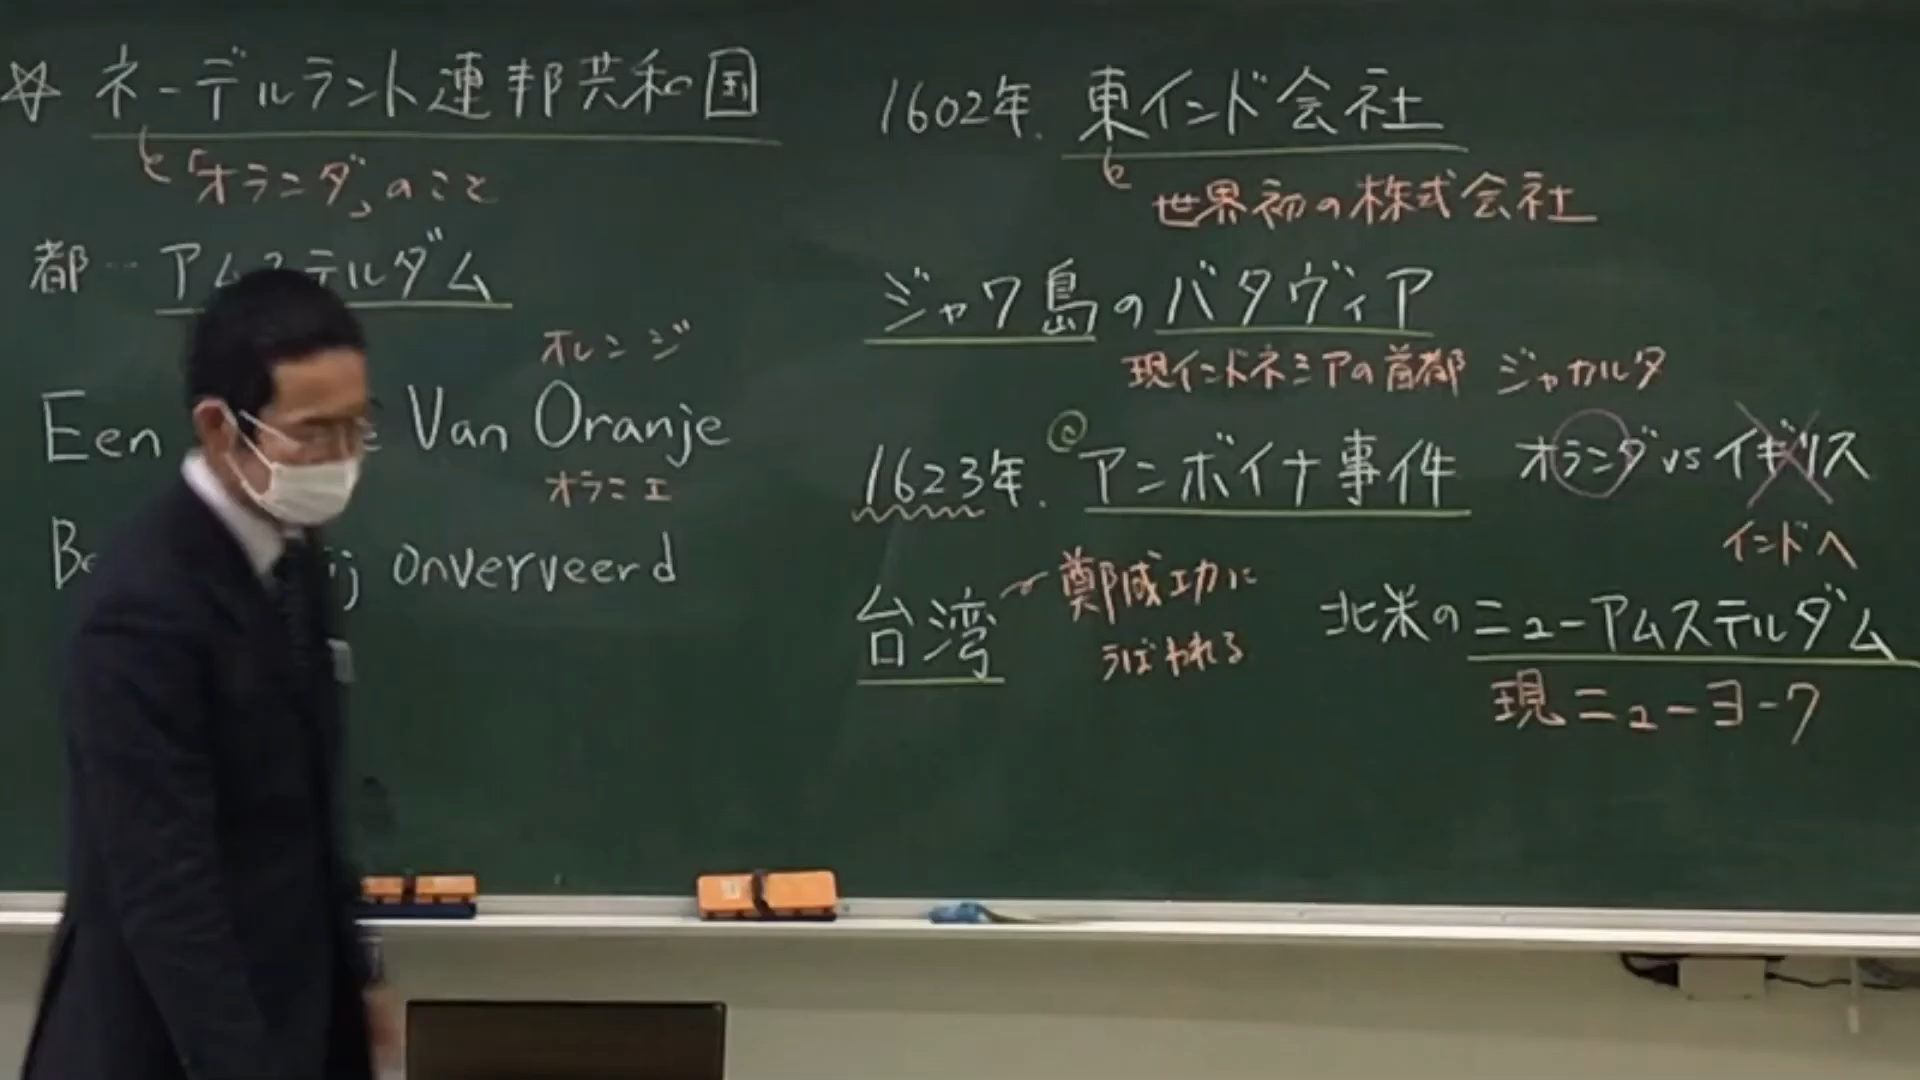 ☆ ネーデルラント連邦共和国
「オランダ」のこと
都…アムステルダム
オレンジ
Een Van Oranje
オラニエ
Be ij onverveerd
1602年. 東インド会社
世界初の株式会社
ジャワ島のバタヴィア
現インドネシアの首都 ジャカルタ
1623年. @アンボイナ事件 オランダ vs イギリス
インドへ
台湾 鄭成功に
うばわれる
北米のニューアムステルダム
現ニューヨーク